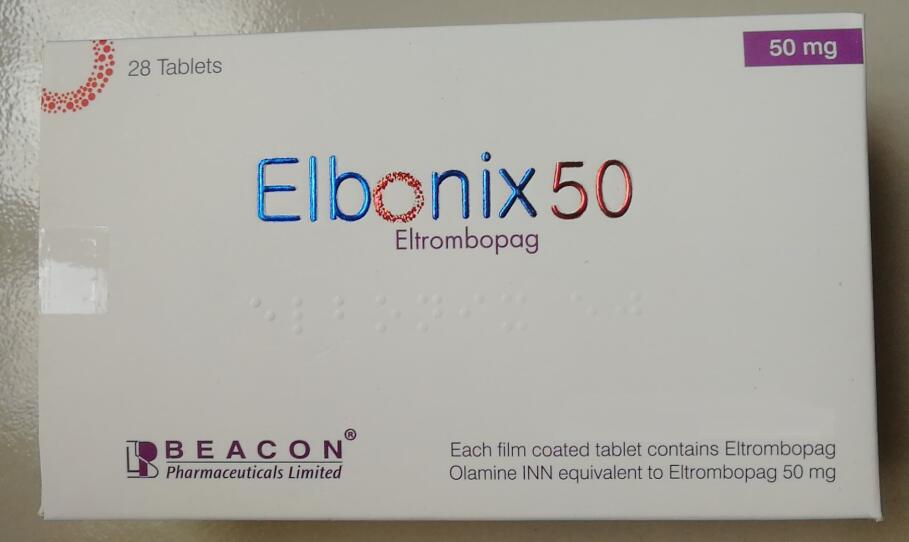 28 Tablets
50 mg
Elbonix 50
Eltrombopag
BEACON®
Pharmaceuticals Limited
Each film coated tablet contains Eltrombopag
Olamine INN equivalent to Eltrombopag 50 mg